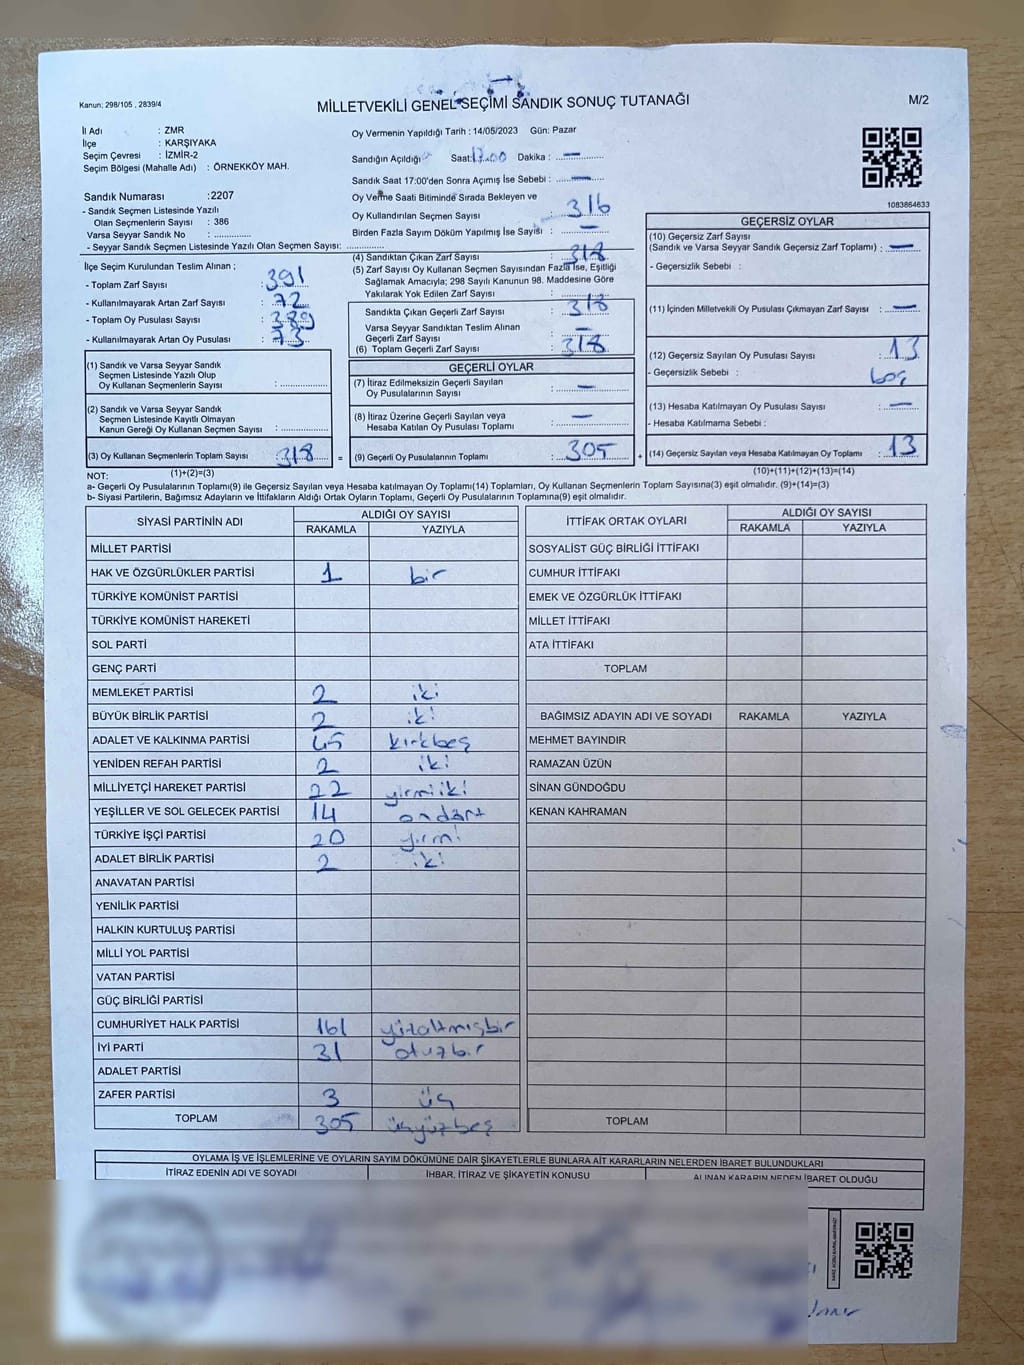 Kanun; 298/105 , 2839/4
MİLLETVEKİLİ GENEL SEÇİMİ SANDIK SONUÇ TUTANAĞI
M/2
İl Adı : ZMR
İlçe : KARŞIYAKA
Seçim Çevresi : İZMİR-2
Seçim Bölgesi (Mahalle Adı) : ÖRNEKKÖY MAH.
Oy Vermenin Yapıldığı Tarih : 14/05/2023 Gün: Pazar
Sandığın Açıldığı Saat: 17.00 Dakika : —
Sandık Saat 17:00'den Sonra Açımış İse Sebebi : —
Sandık Numarası :2207
- Sandık Seçmen Listesinde Yazılı
Olan Seçmenlerin Sayısı : 386
Varsa Seyyar Sandık No :
- Seyyar Sandık Seçmen Listesinde Yazılı Olan Seçmen Sayısı:
Oy Verme Saati Bitiminde Sırada Bekleyen ve
Oy Kullandırılan Seçmen Sayısı : 316
Birden Fazla Sayım Döküm Yapılmış İse Sayısı : —
1083864633
İlçe Seçim Kurulundan Teslim Alınan ;
- Toplam Zarf Sayısı : 391
- Kullanılmayarak Artan Zarf Sayısı : 72
- Toplam Oy Pusulası Sayısı : 389
- Kullanılmayarak Artan Oy Pusulası : 73
(4) Sandıktan Çıkan Zarf Sayısı : 318
(5) Zarf Sayısı Oy Kullanan Seçmen Sayısından Fazla İse, Eşitliği
Sağlamak Amacıyla; 298 Sayılı Kanunun 98. Maddesine Göre
Yakılarak Yok Edilen Zarf Sayısı :
Sandıkta Çıkan Geçerli Zarf Sayısı : 318
Varsa Seyyar Sandıktan Teslim Alınan
Geçerli Zarf Sayısı : —
(6) Toplam Geçerli Zarf Sayısı : 318
GEÇERSİZ OYLAR
(10) Geçersiz Zarf Sayısı
(Sandık ve Varsa Seyyar Sandık Geçersiz Zarf Toplamı) : —
- Geçersizlik Sebebi :
(11) İçinden Milletvekili Oy Pusulası Çıkmayan Zarf Sayısı : —
(12) Geçersiz Sayılan Oy Pusulası Sayısı : 13
- Geçersizlik Sebebi : boş
(13) Hesaba Katılmayan Oy Pusulası Sayısı : —
- Hesaba Katılmama Sebebi :
(14) Geçersiz Sayılan veya Hesaba Katılmayan Oy Toplamı : 13
(10)+(11)+(12)+(13)=(14)
(1) Sandık ve Varsa Seyyar Sandık
Seçmen Listesinde Yazılı Olup
Oy Kullanan Seçmenlerin Sayısı :
(2) Sandık ve Varsa Seyyar Sandık
Seçmen Listesinde Kayıtlı Olmayan
Kanun Gereği Oy Kullanan Seçmen Sayısı :
(3) Oy Kullanan Seçmenlerin Toplam Sayısı 318 =
(1)+(2)=(3)
GEÇERLİ OYLAR
(7) İtiraz Edilmeksizin Geçerli Sayılan
Oy Pusulalarının Sayısı : —
(8) İtiraz Üzerine Geçerli Sayılan veya
Hesaba Katılan Oy Pusulası Toplamı : —
(9) Geçerli Oy Pusulalarının Toplamı : 305 +
NOT:
a- Geçerli Oy Pusulalarının Toplamı(9) ile Geçersiz Sayılan veya Hesaba katılmayan Oy Toplamı(14) Toplamları, Oy Kullanan Seçmenlerin Toplam Sayısına(3) eşit olmalıdır. (9)+(14)=(3)
b- Siyasi Partilerin, Bağımsız Adayların ve İttifakların Aldığı Ortak Oyların Toplamı, Geçerli Oy Pusulalarının Toplamına(9) eşit olmalıdır.
SİYASİ PARTİNİN ADI ALDIĞI OY SAYISI
RAKAMLA YAZIYLA
MİLLET PARTİSİ
HAK VE ÖZGÜRLÜKLER PARTİSİ 1 bir
TÜRKİYE KOMÜNİST PARTİSİ
TÜRKİYE KOMÜNİST HAREKETİ
SOL PARTİ
GENÇ PARTİ
MEMLEKET PARTİSİ 2 iki
BÜYÜK BİRLİK PARTİSİ 2 iki
ADALET VE KALKINMA PARTİSİ 45 kırkbeş
YENİDEN REFAH PARTİSİ 2 iki
MİLLİYETÇİ HAREKET PARTİSİ 22 yirmiiki
YEŞİLLER VE SOL GELECEK PARTİSİ 14 ondört
TÜRKİYE İŞÇİ PARTİSİ 20 yirmi
ADALET BİRLİK PARTİSİ 2 iki
ANAVATAN PARTİSİ
YENİLİK PARTİSİ
HALKIN KURTULUŞ PARTİSİ
MİLLİ YOL PARTİSİ
VATAN PARTİSİ
GÜÇ BİRLİĞİ PARTİSİ
CUMHURİYET HALK PARTİSİ 161 yüzaltmışbir
İYİ PARTİ 31 otuzbir
ADALET PARTİSİ
ZAFER PARTİSİ 3 üç
TOPLAM 305 üçyüzbeş
İTTİFAK ORTAK OYLARI ALDIĞI OY SAYISI
RAKAMLA YAZIYLA
SOSYALİST GÜÇ BİRLİĞİ İTTİFAKI
CUMHUR İTTİFAKI
EMEK VE ÖZGÜRLÜK İTTİFAKI
MİLLET İTTİFAKI
ATA İTTİFAKI
TOPLAM
BAĞIMSIZ ADAYIN ADI VE SOYADI RAKAMLA YAZIYLA
MEHMET BAYINDIR
RAMAZAN ÜZÜN
SİNAN GÜNDOĞDU
KENAN KAHRAMAN
TOPLAM
OYLAMA İŞ VE İŞLEMLERİNE VE OYLARIN SAYIM DÖKÜMÜNE DAİR ŞİKAYETLERLE BUNLARA AİT KARARLARIN NELERDEN İBARET BULUNDUKLARI
İTİRAZ EDENİN ADI VE SOYADI İHBAR, İTİRAZ VE ŞİKAYETİN KONUSU ALINAN KARARIN NEDEN İBARET OLDUĞU